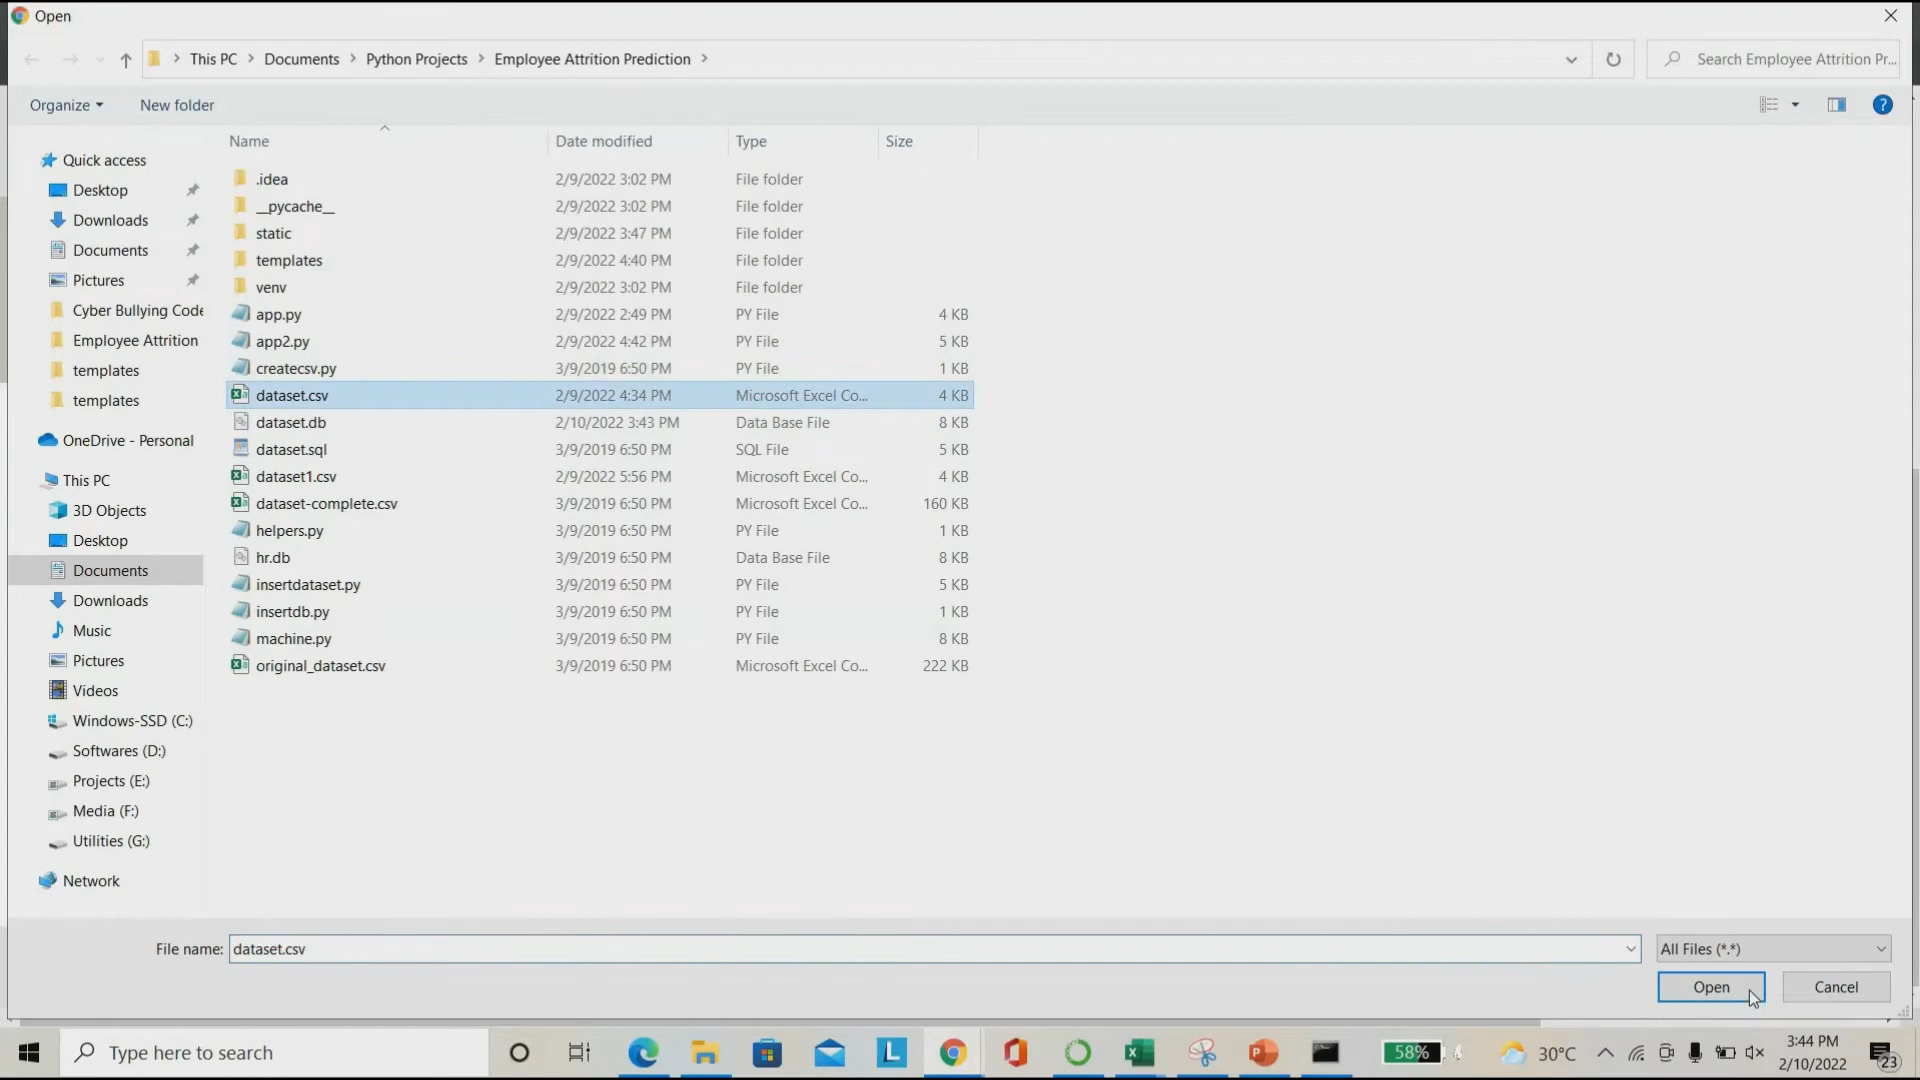 Open
This PC > Documents > Python Projects > Employee Attrition Prediction >
Search Employee Attrition Pr...
Organize
New folder
Name Date modified Type Size
Quick access
Desktop
Downloads
Documents
Pictures
Cyber Bullying Code
Employee Attrition
templates
templates
OneDrive - Personal
This PC
3D Objects
Desktop
Documents
Downloads
Music
Pictures
Videos
Windows-SSD (C:)
Softwares (D:)
Projects (E:)
Media (F:)
Utilities (G:)
Network
.idea 2/9/2022 3:02 PM File folder
__pycache__ 2/9/2022 3:02 PM File folder
static 2/9/2022 3:47 PM File folder
templates 2/9/2022 4:40 PM File folder
venv 2/9/2022 3:02 PM File folder
app.py 2/9/2022 2:49 PM PY File 4 KB
app2.py 2/9/2022 4:42 PM PY File 5 KB
createcsv.py 3/9/2019 6:50 PM PY File 1 KB
dataset.csv 2/9/2022 4:34 PM Microsoft Excel Co... 4 KB
dataset.db 2/10/2022 3:43 PM Data Base File 8 KB
dataset.sql 3/9/2019 6:50 PM SQL File 5 KB
dataset1.csv 2/9/2022 5:56 PM Microsoft Excel Co... 4 KB
dataset-complete.csv 3/9/2019 6:50 PM Microsoft Excel Co... 160 KB
helpers.py 3/9/2019 6:50 PM PY File 1 KB
hr.db 3/9/2019 6:50 PM Data Base File 8 KB
insertdataset.py 3/9/2019 6:50 PM PY File 5 KB
insertdb.py 3/9/2019 6:50 PM PY File 1 KB
machine.py 3/9/2019 6:50 PM PY File 8 KB
original_dataset.csv 3/9/2019 6:50 PM Microsoft Excel Co... 222 KB
File name: dataset.csv
All Files (*.*)
Open
Cancel
Type here to search
L
58%
30°C
3:44 PM
2/10/2022
23